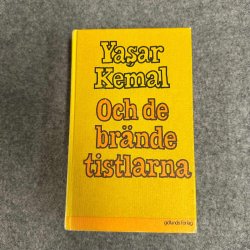 Yaşar
Kemal
Och de
brände
tistlarna
gidlunds förlag